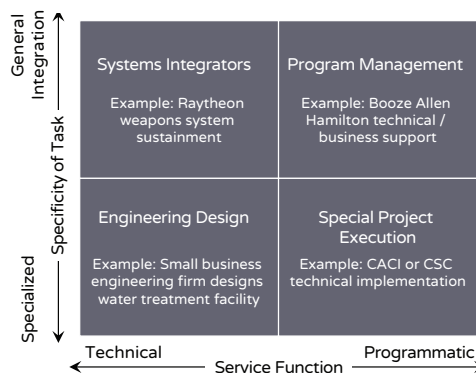 General
Integration
Specificity of Task
Specialized
Systems Integrators
Example: Raytheon
weapons system
sustainment
Program Management
Example: Booze Allen
Hamilton technical /
business support
Engineering Design
Example: Small business
engineering firm designs
water treatment facility
Special Project
Execution
Example: CACI or CSC
technical implementation
Technical
Service Function
Programmatic